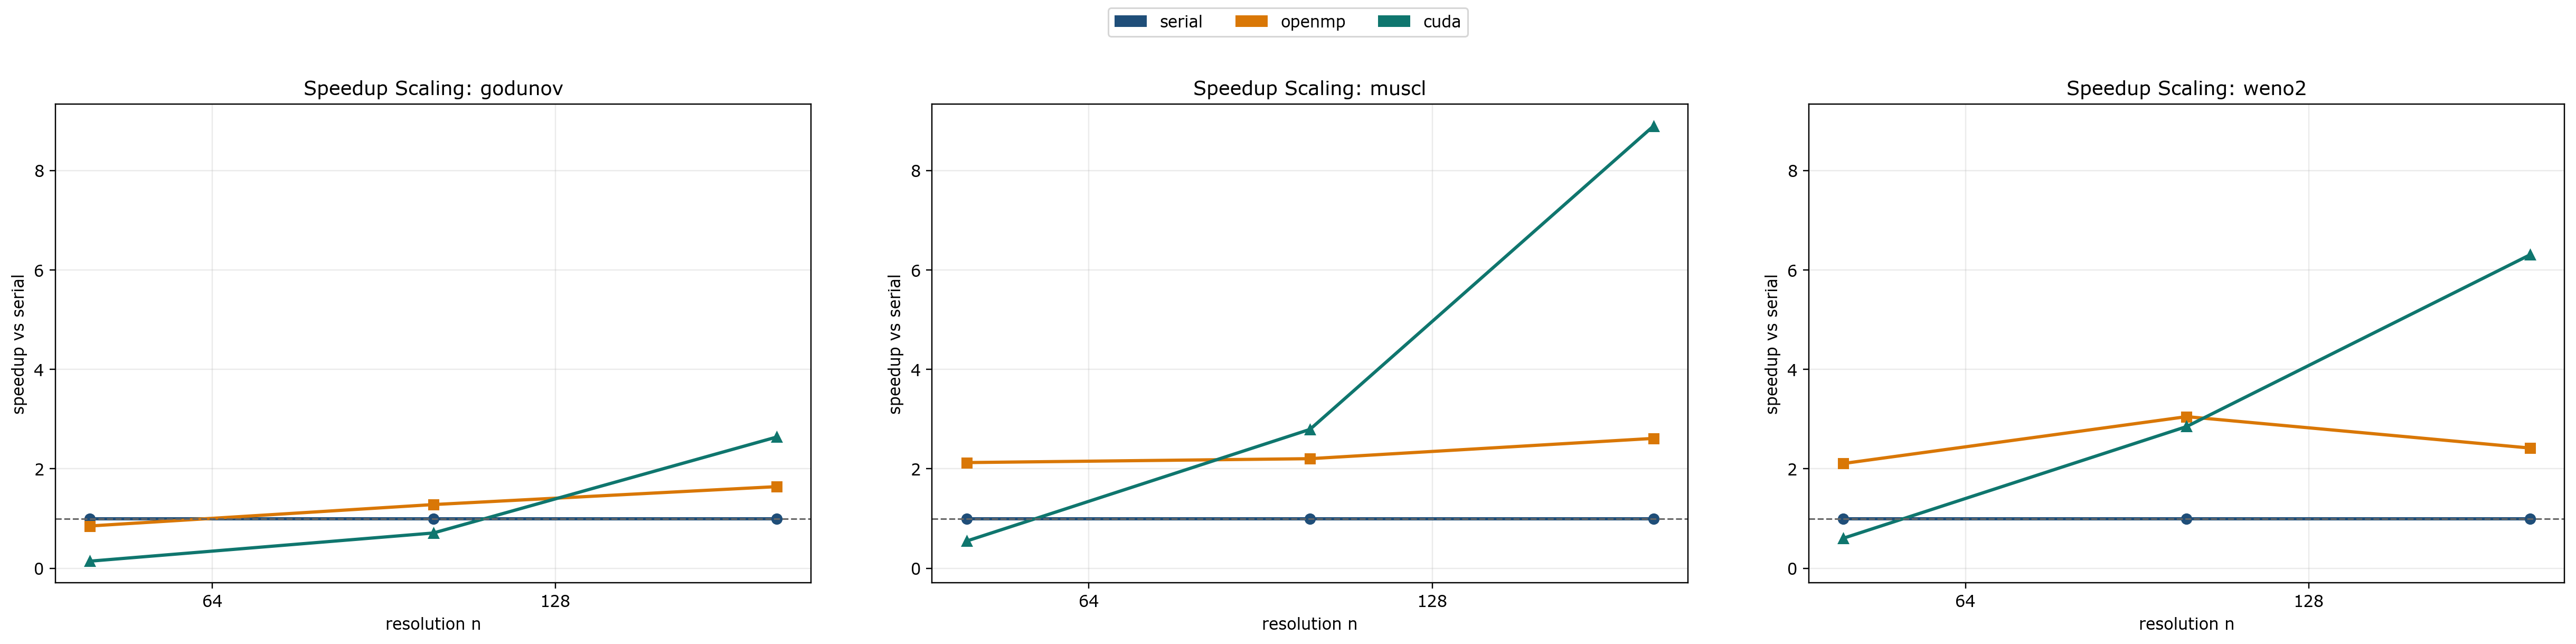 serial openmp cuda
Speedup Scaling: godunov
speedup vs serial
8
6
4
2
0
64 128
resolution n
Speedup Scaling: muscl
speedup vs serial
8
6
4
2
0
64 128
resolution n
Speedup Scaling: weno2
speedup vs serial
8
6
4
2
0
64 128
resolution n